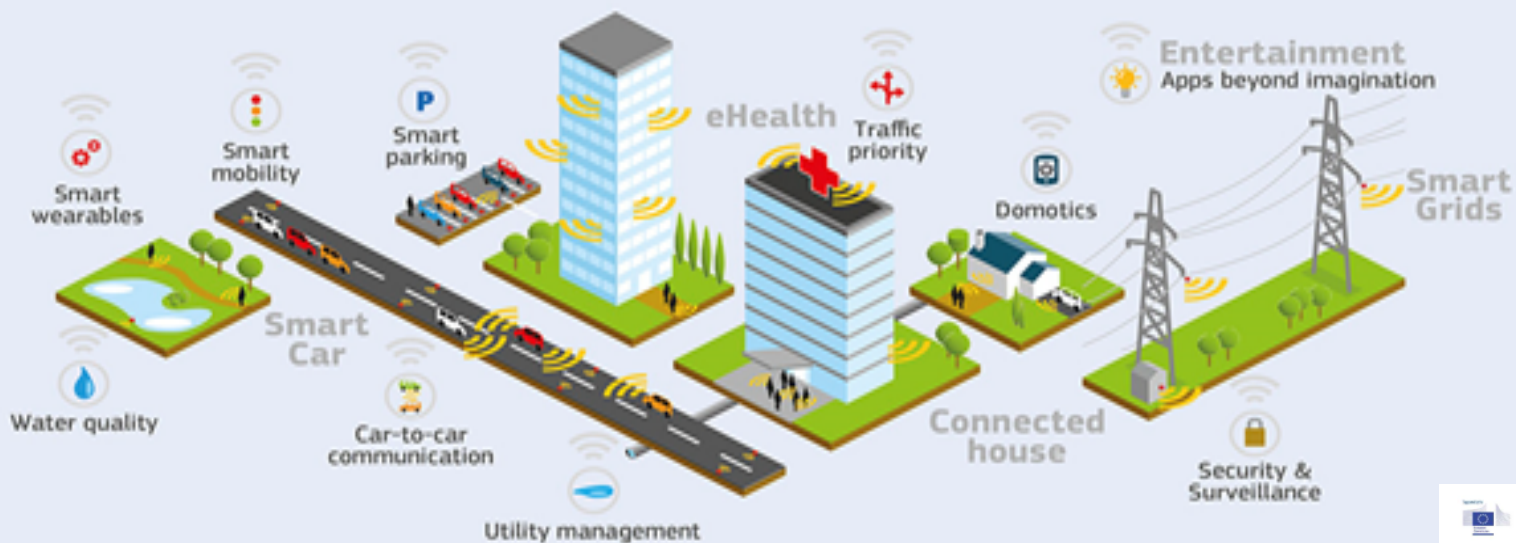 Entertainment
Apps beyond imagination
eHealth
Traffic
priority
Smart
parking
Smart
mobility
Smart
wearables
Domotics
Smart
Grids
Smart
Car
Water quality
Car-to-car
communication
Connected
house
Security &
Surveillance
Utility management
P